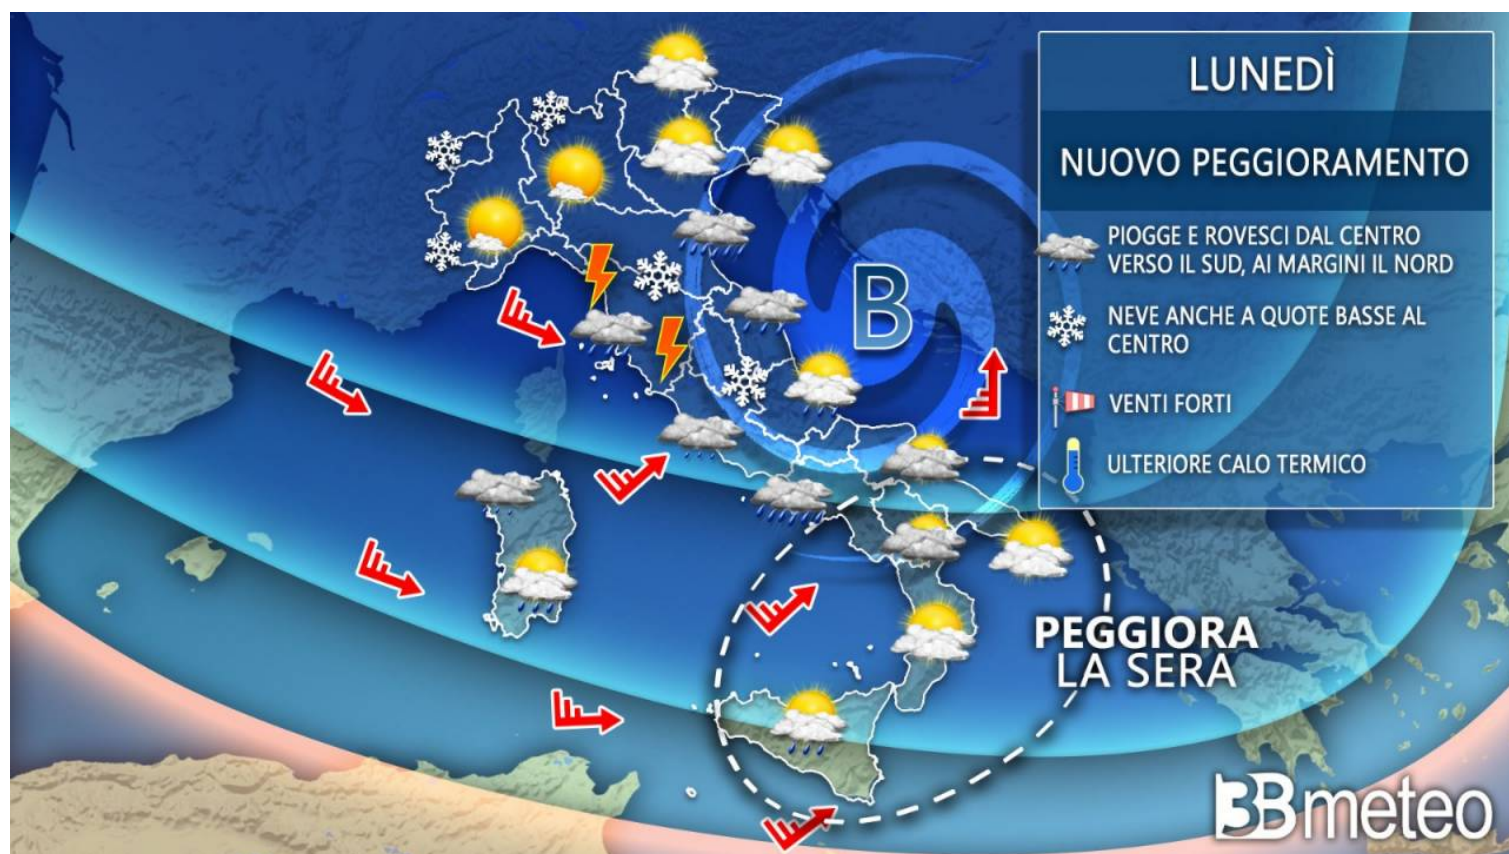 LUNEDÌ
NUOVO PEGGIORAMENTO
PIOGGE E ROVESCI DAL CENTRO
VERSO IL SUD, AI MARGINI IL NORD
NEVE ANCHE A QUOTE BASSE AL
CENTRO
VENTI FORTI
ULTERIORE CALO TERMICO
B
PEGGIORA
LA SERA
3Bmeteo